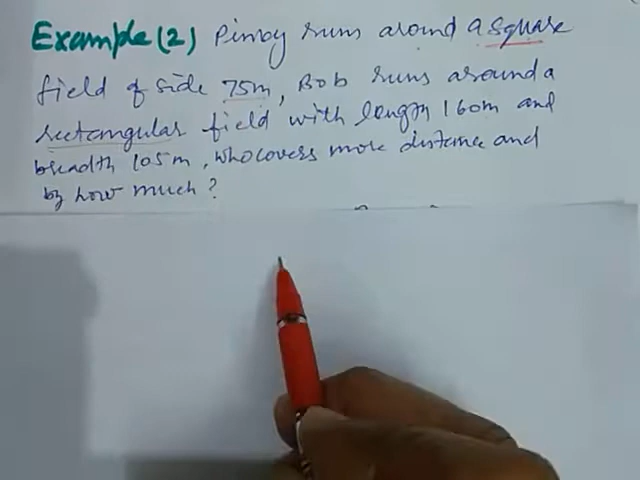 Example (2) Pinky runs around a square
field of side 75m, Bob runs around a
rectangular field with length 160m and
breadth 105m, who covers more distance and
by how much?